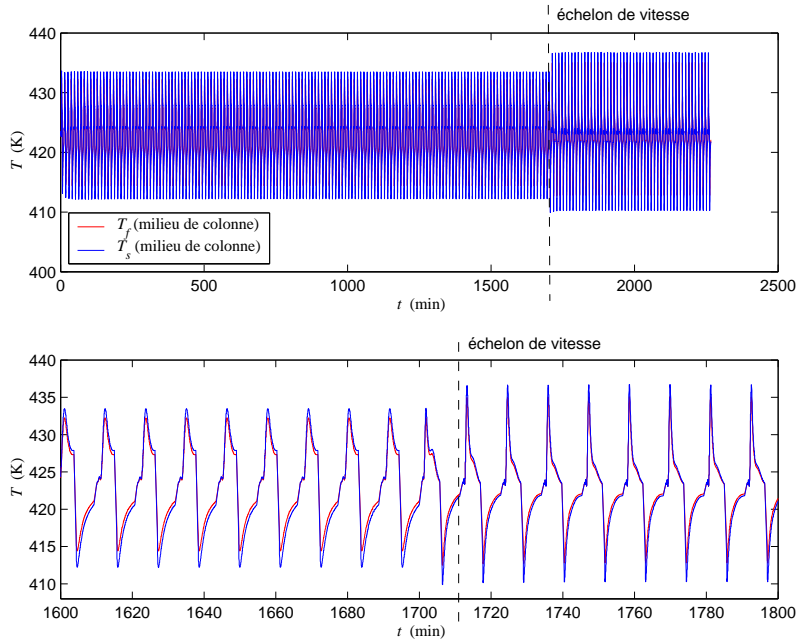 échelon de vitesse
440
430
420
410
400
T (K)
T_f (milieu de colonne)
T_s (milieu de colonne)
0 500 1000 1500 2000 2500
t (min)
échelon de vitesse
440
435
430
425
420
415
410
T (K)
1600 1620 1640 1660 1680 1700 1720 1740 1760 1780 1800
t (min)